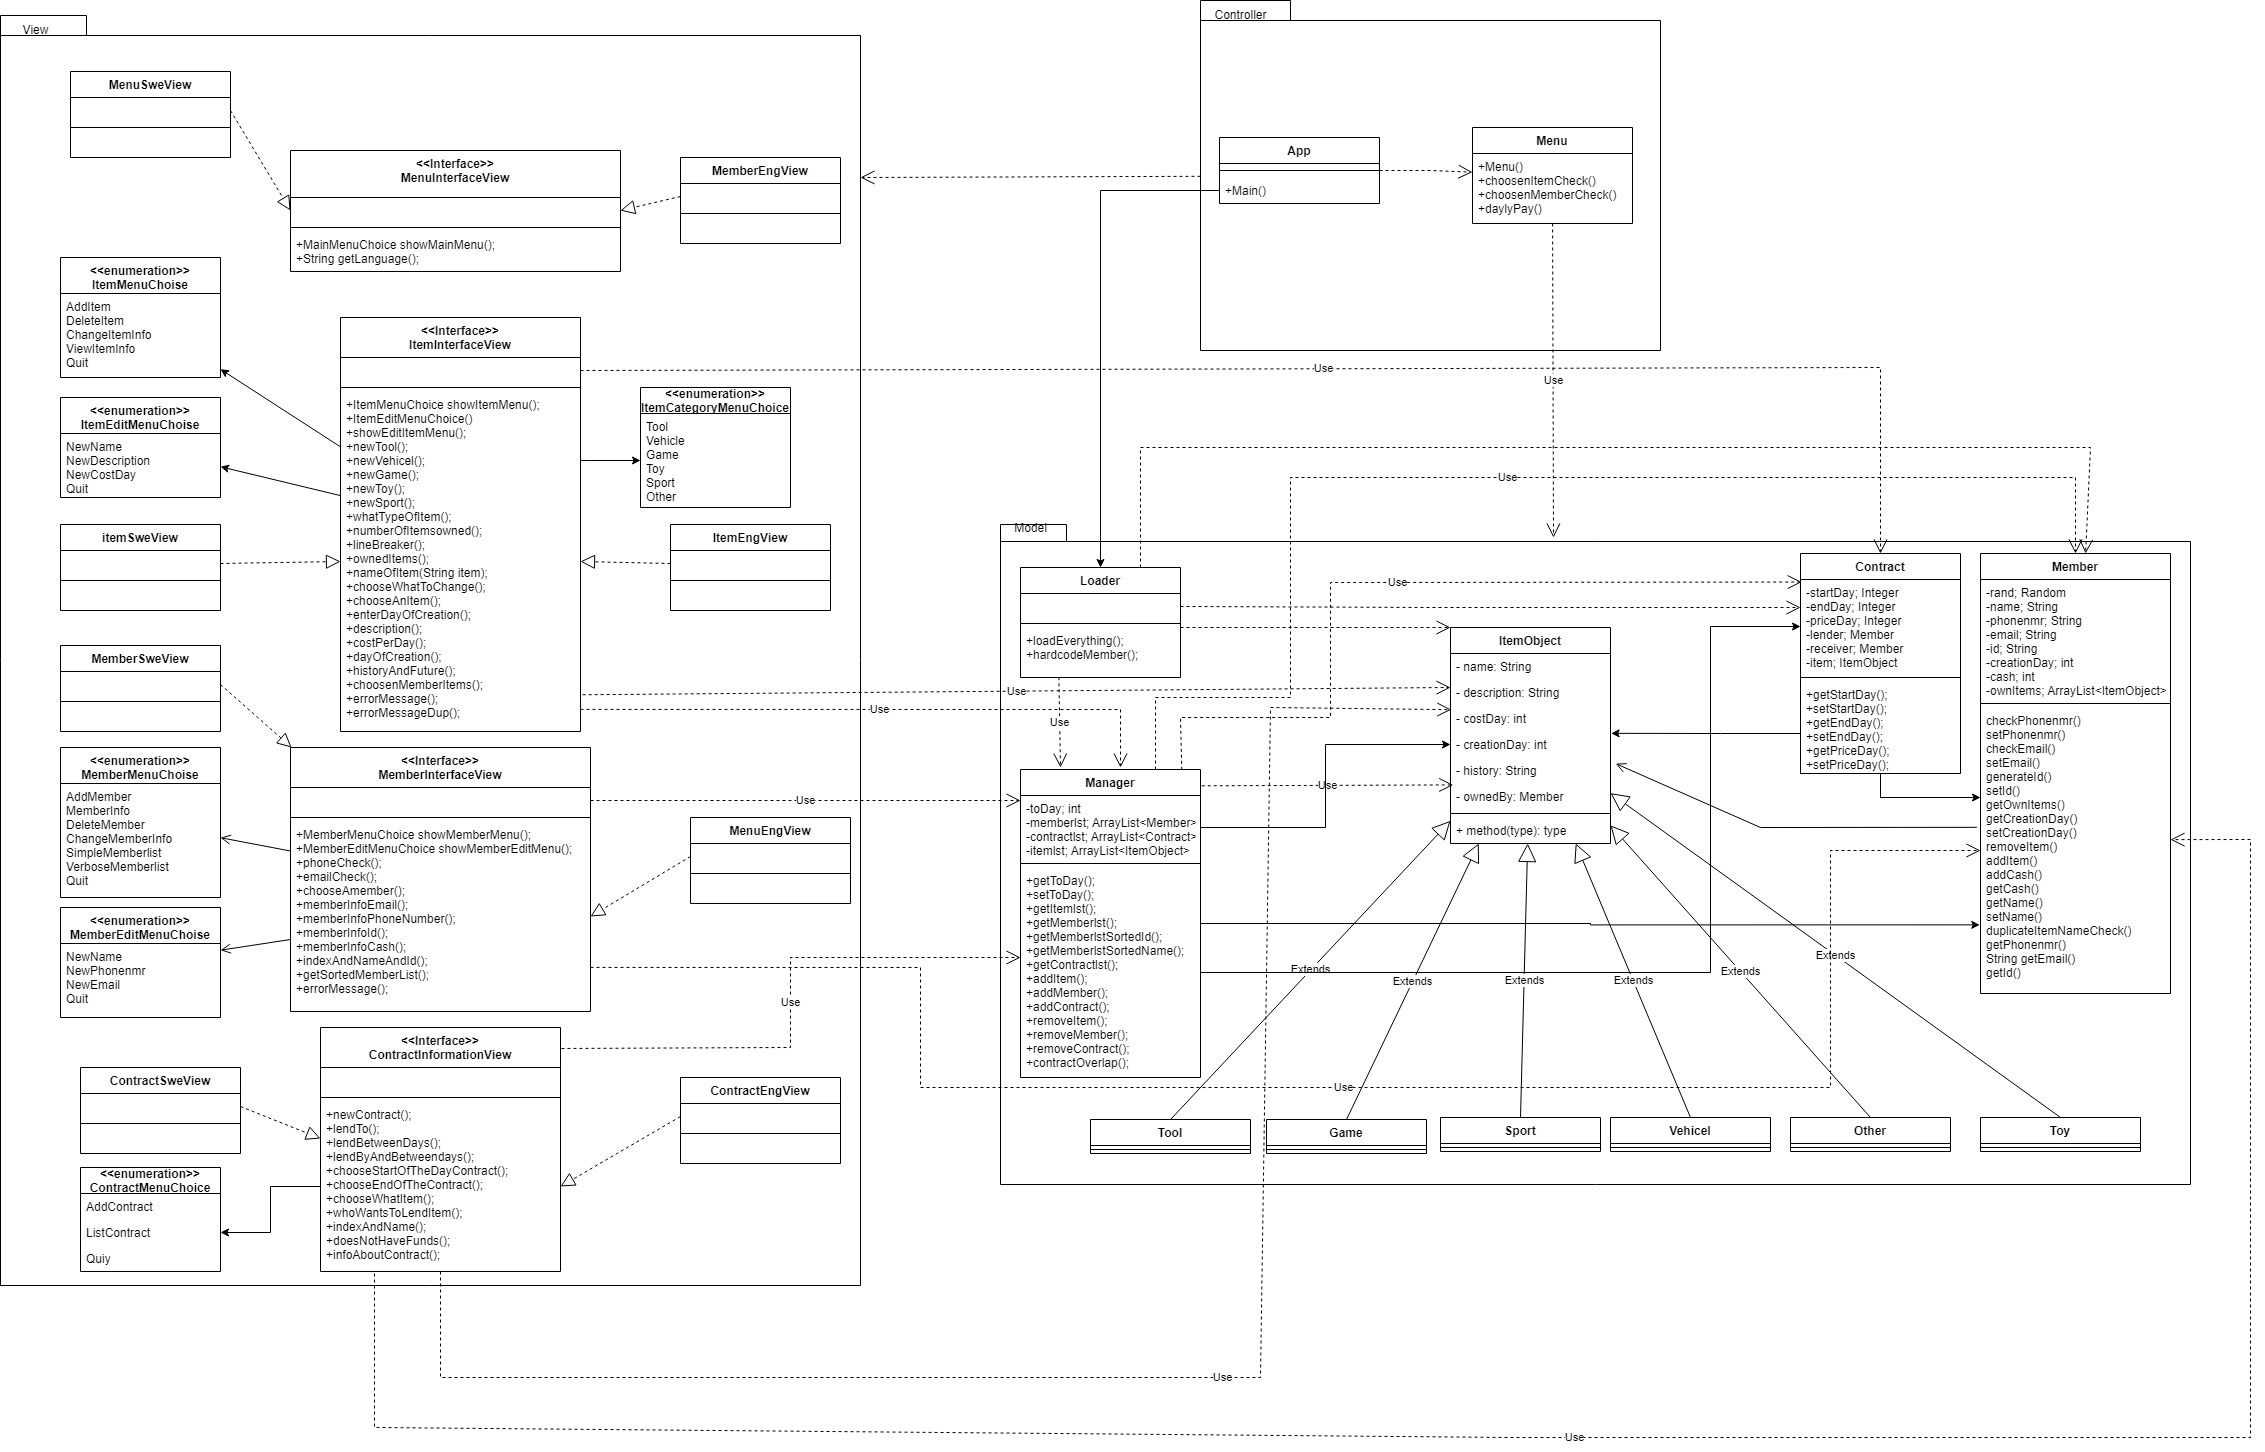 View
MenuSweView
<<Interface>>
MenuInterfaceView
+MainMenuChoice showMainMenu();
+String getLanguage();
MemberEngView
<<enumeration>>
ItemMenuChoise
AddItem
DeleteItem
ChangeItemInfo
ViewItemInfo
Quit
<<Interface>>
ItemInterfaceView
+ItemMenuChoice showItemMenu();
+ItemEditMenuChoice()
+showEditItemMenu();
+newTool();
+newVehicel();
+newGame();
+newToy();
+newSport();
+whatTypeOfItem();
+numberOfItemsowned();
+lineBreaker();
+ownedItems();
+nameOfItem(String item);
+chooseWhatToChange();
+chooseAnItem();
+enterDayOfCreation();
+description();
+costPerDay();
+dayOfCreation();
+historyAndFuture();
+choosenMemberItems();
+errorMessage();
+errorMessageDup();
<<enumeration>>
ItemCategoryMenuChoice
Tool
Vehicle
Game
Toy
Sport
Other
<<enumeration>>
ItemEditMenuChoise
NewName
NewDescription
NewCostDay
Quit
itemSweView
ItemEngView
MemberSweView
<<Interface>>
MemberInterfaceView
+MemberMenuChoice showMemberMenu();
+MemberEditMenuChoice showMemberEditMenu();
+phoneCheck();
+emailCheck();
+chooseAmember();
+memberInfoEmail();
+memberInfoPhoneNumber();
+memberInfoId();
+memberInfoCash();
+indexAndNameAndId();
+getSortedMemberList();
+errorMessage();
<<enumeration>>
MemberMenuChoise
AddMember
MemberInfo
DeleteMember
ChangeMemberInfo
SimpleMemberlist
VerboseMemberlist
Quit
MenuEngView
<<enumeration>>
MemberEditMenuChoise
NewName
NewPhonenmr
NewEmail
Quit
<<Interface>>
ContractInformationView
+newContract();
+lendTo();
+lendBetweenDays();
+lendByAndBetweendays();
+chooseStartOfTheDayContract();
+chooseEndOfTheContract();
+chooseWhatItem();
+whoWantsToLendItem();
+indexAndName();
+doesNotHaveFunds();
+infoAboutContract();
ContractSweView
ContractEngView
<<enumeration>>
ContractMenuChoice
AddContract
ListContract
Quiy
Controller
App
+Main()
Menu
+Menu()
+choosenItemCheck()
+choosenMemberCheck()
+daylyPay()
Use
Use
Use
Use
Use
Use
Use
Use
Use
Use
Use
Use
Use
Use
Model
Loader
+loadEverything();
+hardcodeMember();
Manager
-toDay; int
-memberlst; ArrayList<Member>
-contractlst; ArrayList<Contract>
-itemlst; ArrayList<ItemObject>
+getToDay();
+setToDay();
+getItemlst();
+getMemberlst();
+getMemberlstSortedId();
+getMemberlstSortedName();
+getContractlst();
+addItem();
+addMember();
+addContract();
+removeItem();
+removeMember();
+removeContract();
+contractOverlap();
ItemObject
- name: String
- description: String
- costDay: int
- creationDay: int
- history: String
- ownedBy: Member
+ method(type): type
Contract
-startDay; Integer
-endDay; Integer
-priceDay; Integer
-lender; Member
-receiver; Member
-item; ItemObject
+getStartDay();
+setStartDay();
+getEndDay();
+setEndDay();
+getPriceDay();
+setPriceDay();
Member
-rand; Random
-name; String
-phonenmr; String
-email; String
-id; String
-creationDay; int
-cash; int
-ownItems; ArrayList<ItemObject>
checkPhonenmr()
setPhonenmr()
checkEmail()
setEmail()
generateId()
setId()
getOwnItems()
getCreationDay()
setCreationDay()
removeItem()
addItem()
addCash()
getCash()
getName()
setName()
duplicateItemNameCheck()
getPhonenmr()
String getEmail()
getId()
Extends
Extends
Extends
Extends
Extends
Extends
Tool
Game
Sport
Vehicel
Other
Toy